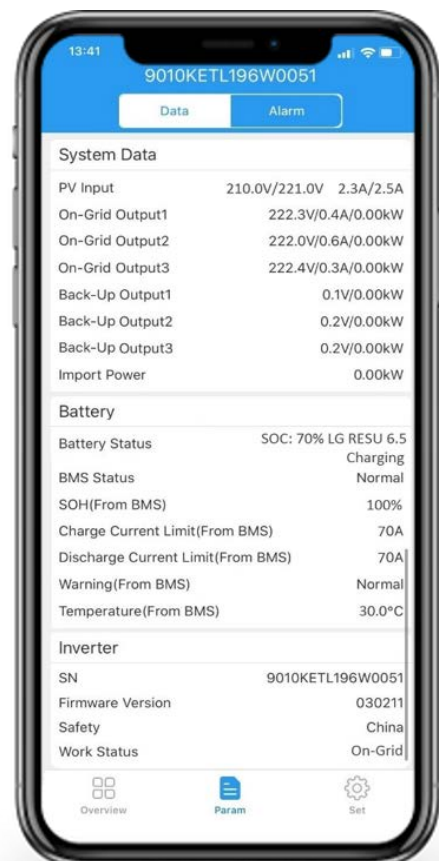 13:41
9010KETL196W0051
Data Alarm
System Data
PV Input 210.0V/221.0V 2.3A/2.5A
On-Grid Output1 222.3V/0.4A/0.00kW
On-Grid Output2 222.0V/0.6A/0.00kW
On-Grid Output3 222.4V/0.3A/0.00kW
Back-Up Output1 0.1V/0.00kW
Back-Up Output2 0.2V/0.00kW
Back-Up Output3 0.2V/0.00kW
Import Power 0.00kW
Battery
Battery Status SOC: 70% LG RESU 6.5
Charging
BMS Status Normal
SOH(From BMS) 100%
Charge Current Limit(From BMS) 70A
Discharge Current Limit(From BMS) 70A
Warning(From BMS) Normal
Temperature(From BMS) 30.0°C
Inverter
SN 9010KETL196W0051
Firmware Version 030211
Safety China
Work Status On-Grid
Overview Param Set